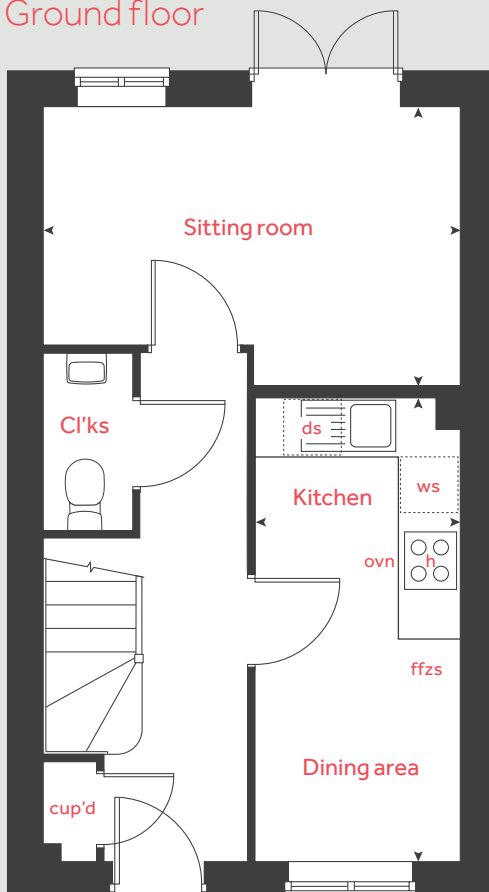 Ground floor
Sitting room
Cl'ks
ds
Kitchen
ws
ovn
h
ffzs
Dining area
cup'd